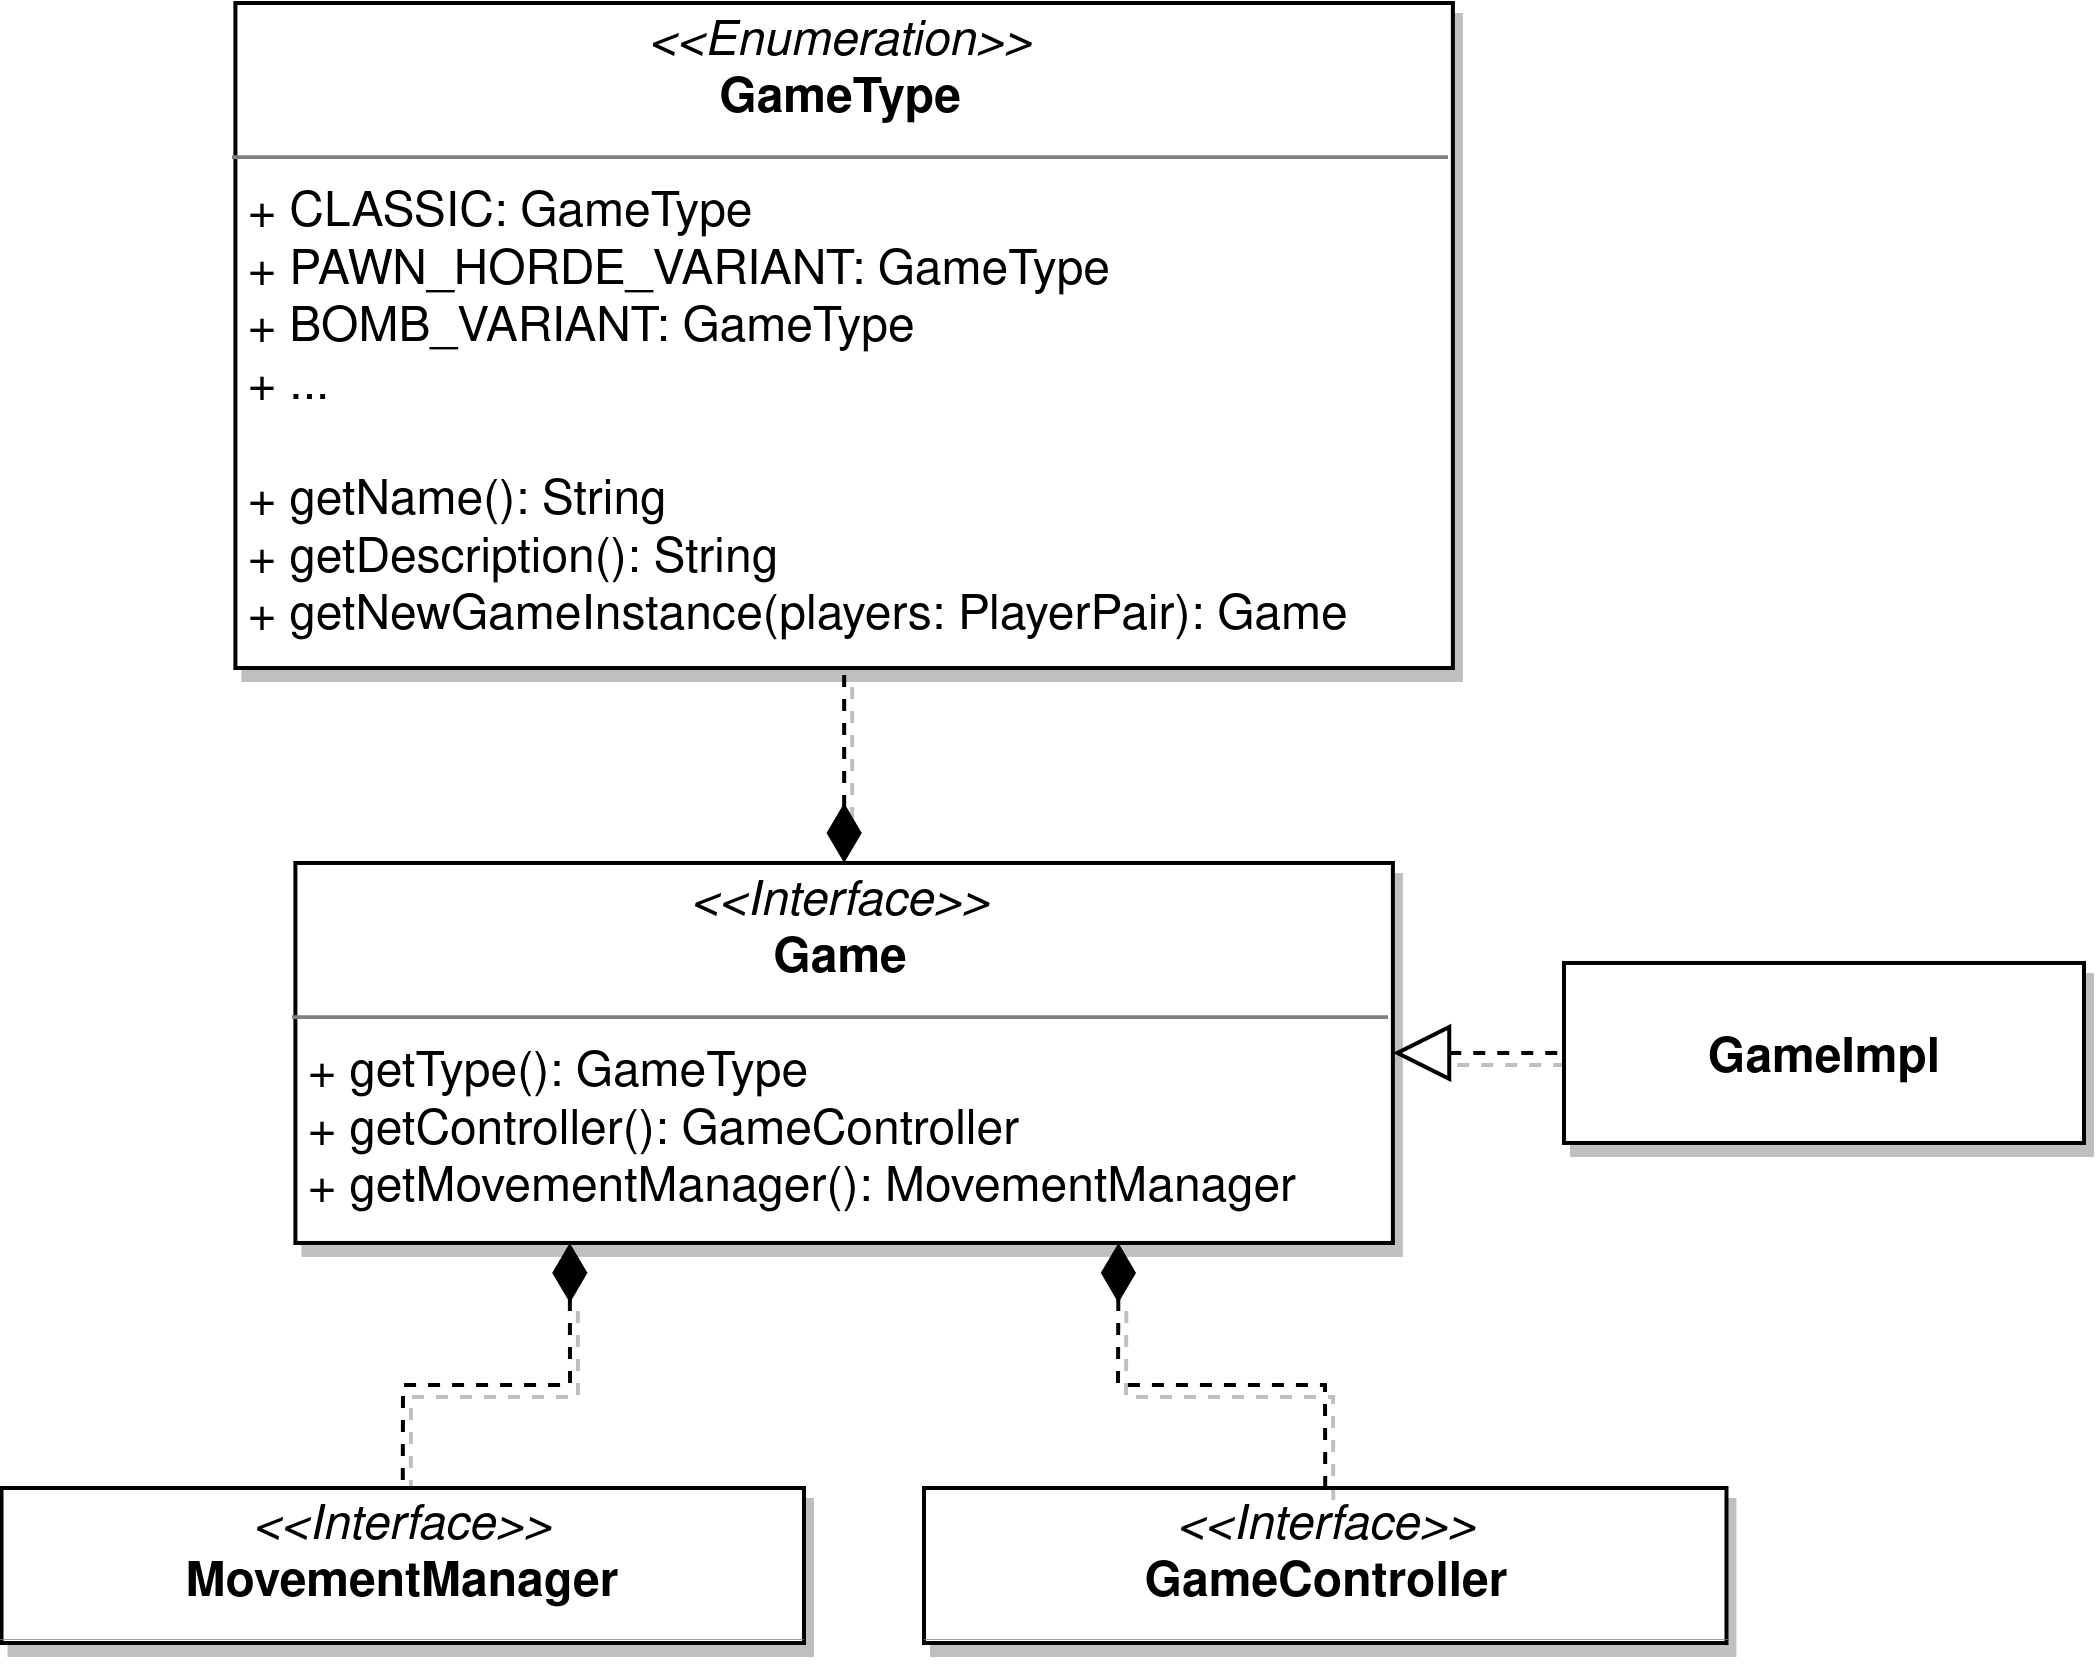 <<Enumeration>>
GameType
+ CLASSIC: GameType
+ PAWN_HORDE_VARIANT: GameType
+ BOMB_VARIANT: GameType
+ ...
+ getName(): String
+ getDescription(): String
+ getNewGameInstance(players: PlayerPair): Game
<<Interface>>
Game
+ getType(): GameType
+ getController(): GameController
+ getMovementManager(): MovementManager
GameImpl
<<Interface>>
MovementManager
<<Interface>>
GameController